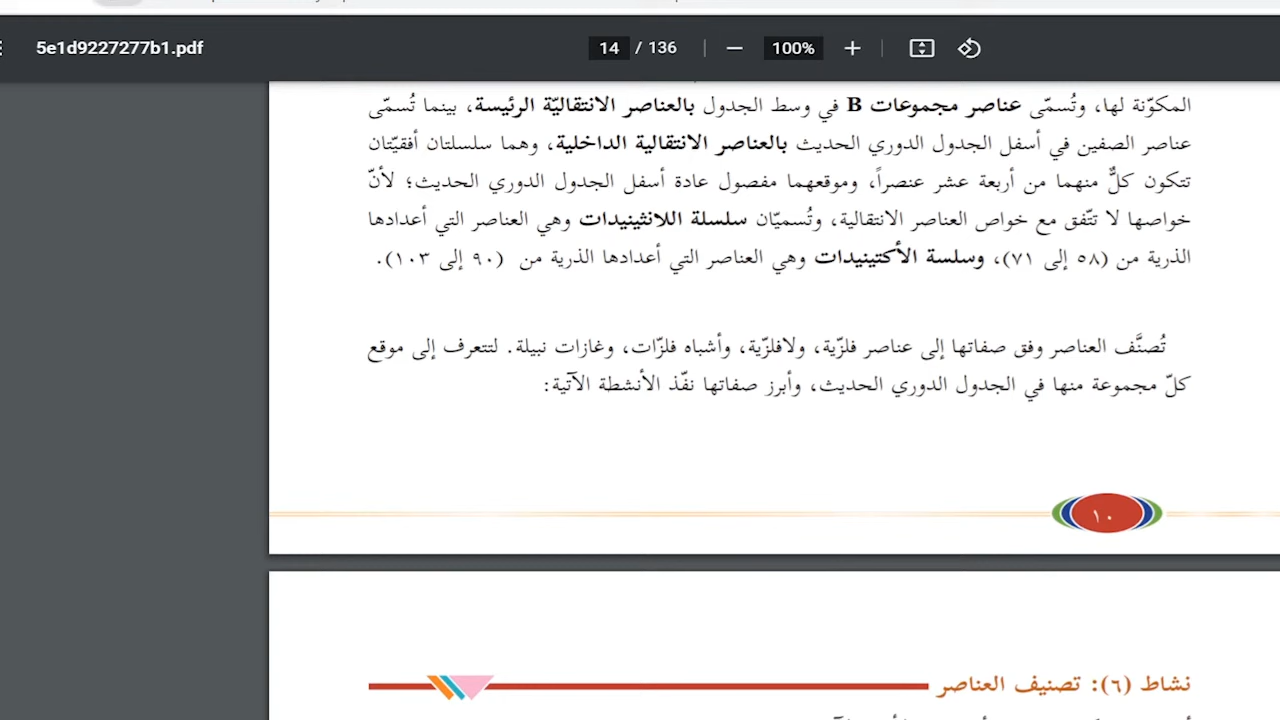 5e1d9227277b1.pdf
14 / 136
100%
المكوّنة لها، وتُسمّى عناصر مجموعات B في وسط الجدول بالعناصر الانتقاليّة الرئيسة، بينما تُسمّى
عناصر الصفين في أسفل الجدول الدوري الحديث بالعناصر الانتقالية الداخلية، وهما سلسلتان أفقيّتان
تتكون كلٌّ منهما من أربعة عشر عنصراً، وموقعهما مفصول عادة أسفل الجدول الدوري الحديث؛ لأنّ
خواصها لا تتّفق مع خواص العناصر الانتقالية، وتُسميّان سلسلة اللانثينيدات وهي العناصر التي أعدادها
الذرية من (٥٨ إلى ٧١)، وسلسة الأكتينيدات وهي العناصر التي أعدادها الذرية من (٩٠ إلى ١٠٣).
تُصنَّف العناصر وفق صفاتها إلى عناصر فلزّية، ولافلزّية، وأشباه فلزّات، وغازات نبيلة. لتتعرف إلى موقع
كلّ مجموعة منها في الجدول الدوري الحديث، وأبرز صفاتها نفّذ الأنشطة الآتية:
١٠
نشاط (٦): تصنيف العناصر